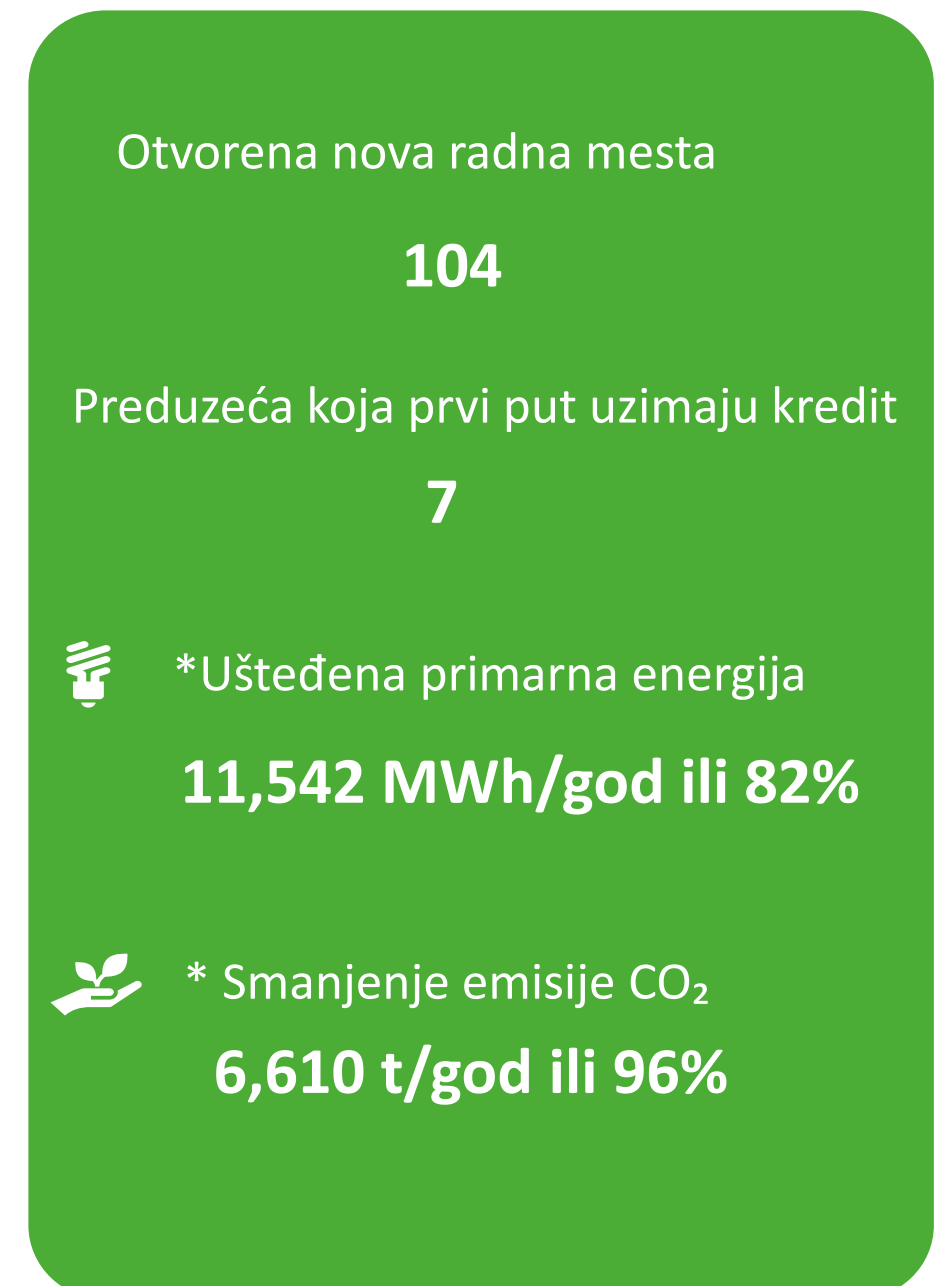 Otvorena nova radna mesta
104
Preduzeća koja prvi put uzimaju kredit
7
*Ušteđena primarna energija
11,542 MWh/god ili 82%
* Smanjenje emisije CO₂
6,610 t/god ili 96%